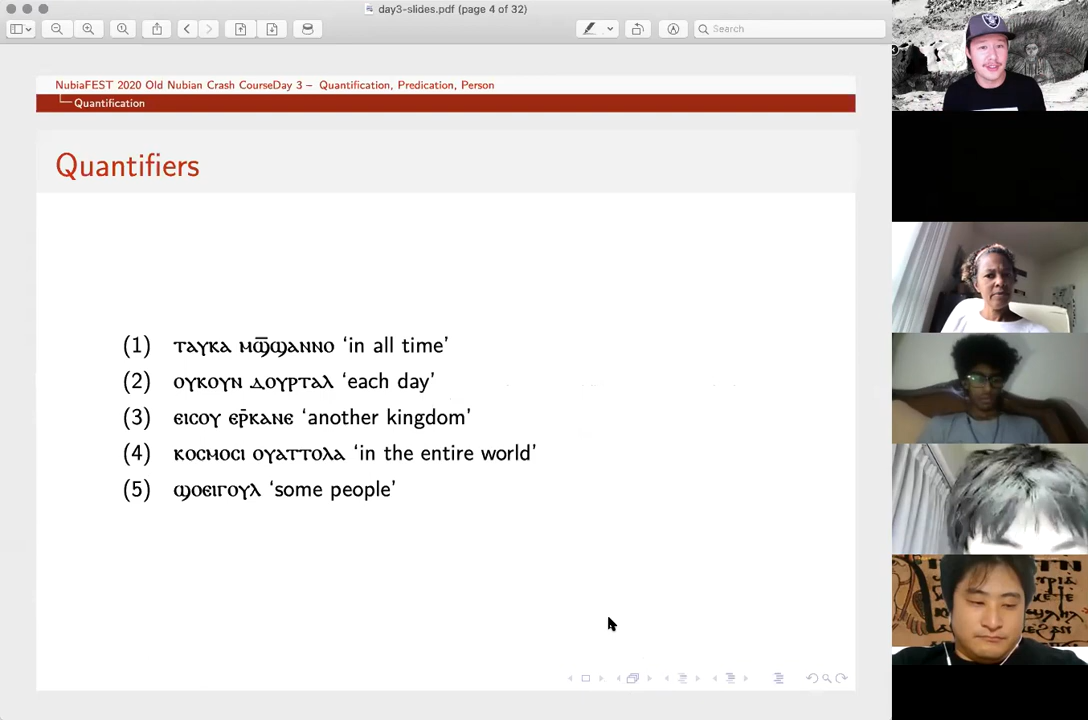 day3-slides.pdf (page 4 of 32)
Search
NubiaFEST 2020 Old Nubian Crash CourseDay 3 – Quantification, Predication, Person
Quantification
Quantifiers
(1) ⲧⲁⲩⲕⲁ ⲙϣ̄ϣⲁⲛⲛⲟ ‘in all time’
(2) ⲟⲩⲕⲟⲩⲛ ⲇⲟⲩⲣⲧⲁⲗ ‘each day’
(3) ⲉⲓⲥⲟⲩ ⲉⲣ̄ⲕⲁⲛⲉ ‘another kingdom’
(4) ⲕⲟⲥⲙⲟⲥⲓ ⲟⲩⲁⲧⲧⲟⲗⲁ ‘in the entire world’
(5) ϣⲟⲉⲓⲅⲟⲩⲗ ‘some people’